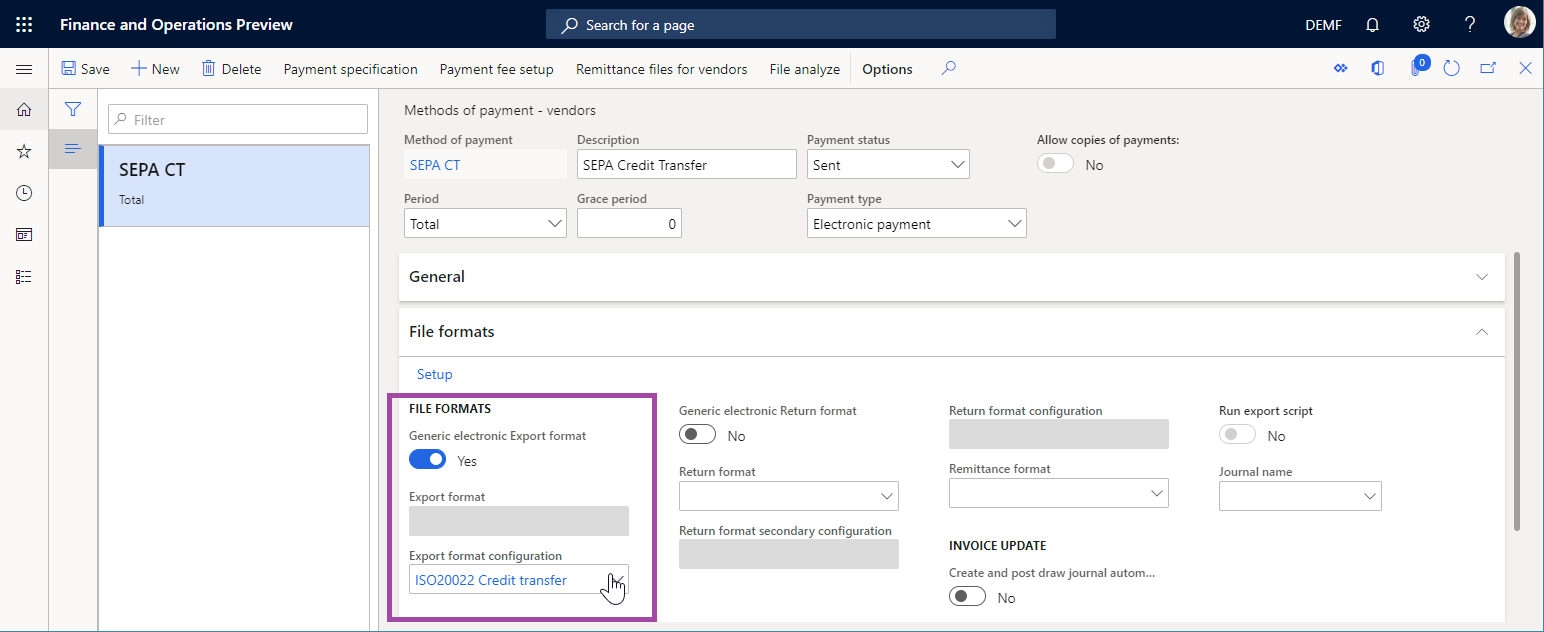 Finance and Operations Preview
Search for a page
DEMF
?
Save
New
Delete
Payment specification
Payment fee setup
Remittance files for vendors
File analyze
Options
0
Filter
SEPA CT
Total
Methods of payment - vendors
Method of payment
SEPA CT
Description
SEPA Credit Transfer
Payment status
Sent
Allow copies of payments:
No
Period
Total
Grace period
0
Payment type
Electronic payment
General
File formats
Setup
FILE FORMATS
Generic electronic Export format
Yes
Export format
Export format configuration
ISO20022 Credit transfer
Generic electronic Return format
No
Return format
Return format secondary configuration
Return format configuration
Remittance format
INVOICE UPDATE
Create and post draw journal autom...
No
Run export script
No
Journal name